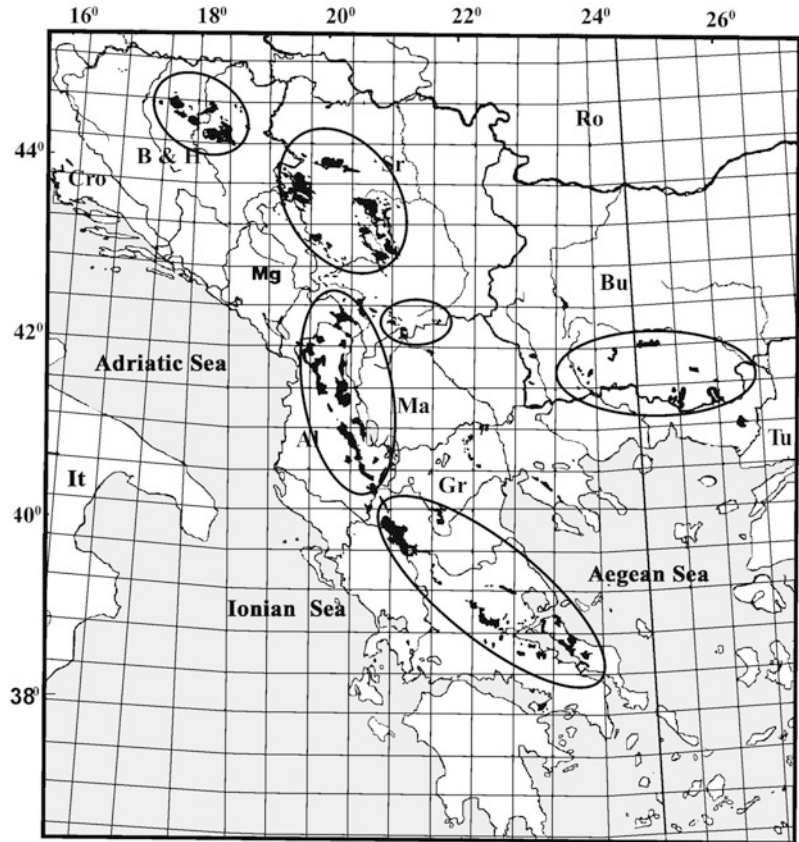 16⁰ 18⁰ 20⁰ 22⁰ 24⁰ 26⁰
Ro
44⁰
B & H
Sr
Cro
Mg
Bu
42⁰
Adriatic Sea
Ma
Al
Tu
It
Gr
40⁰
Aegean Sea
Ionian Sea
38⁰